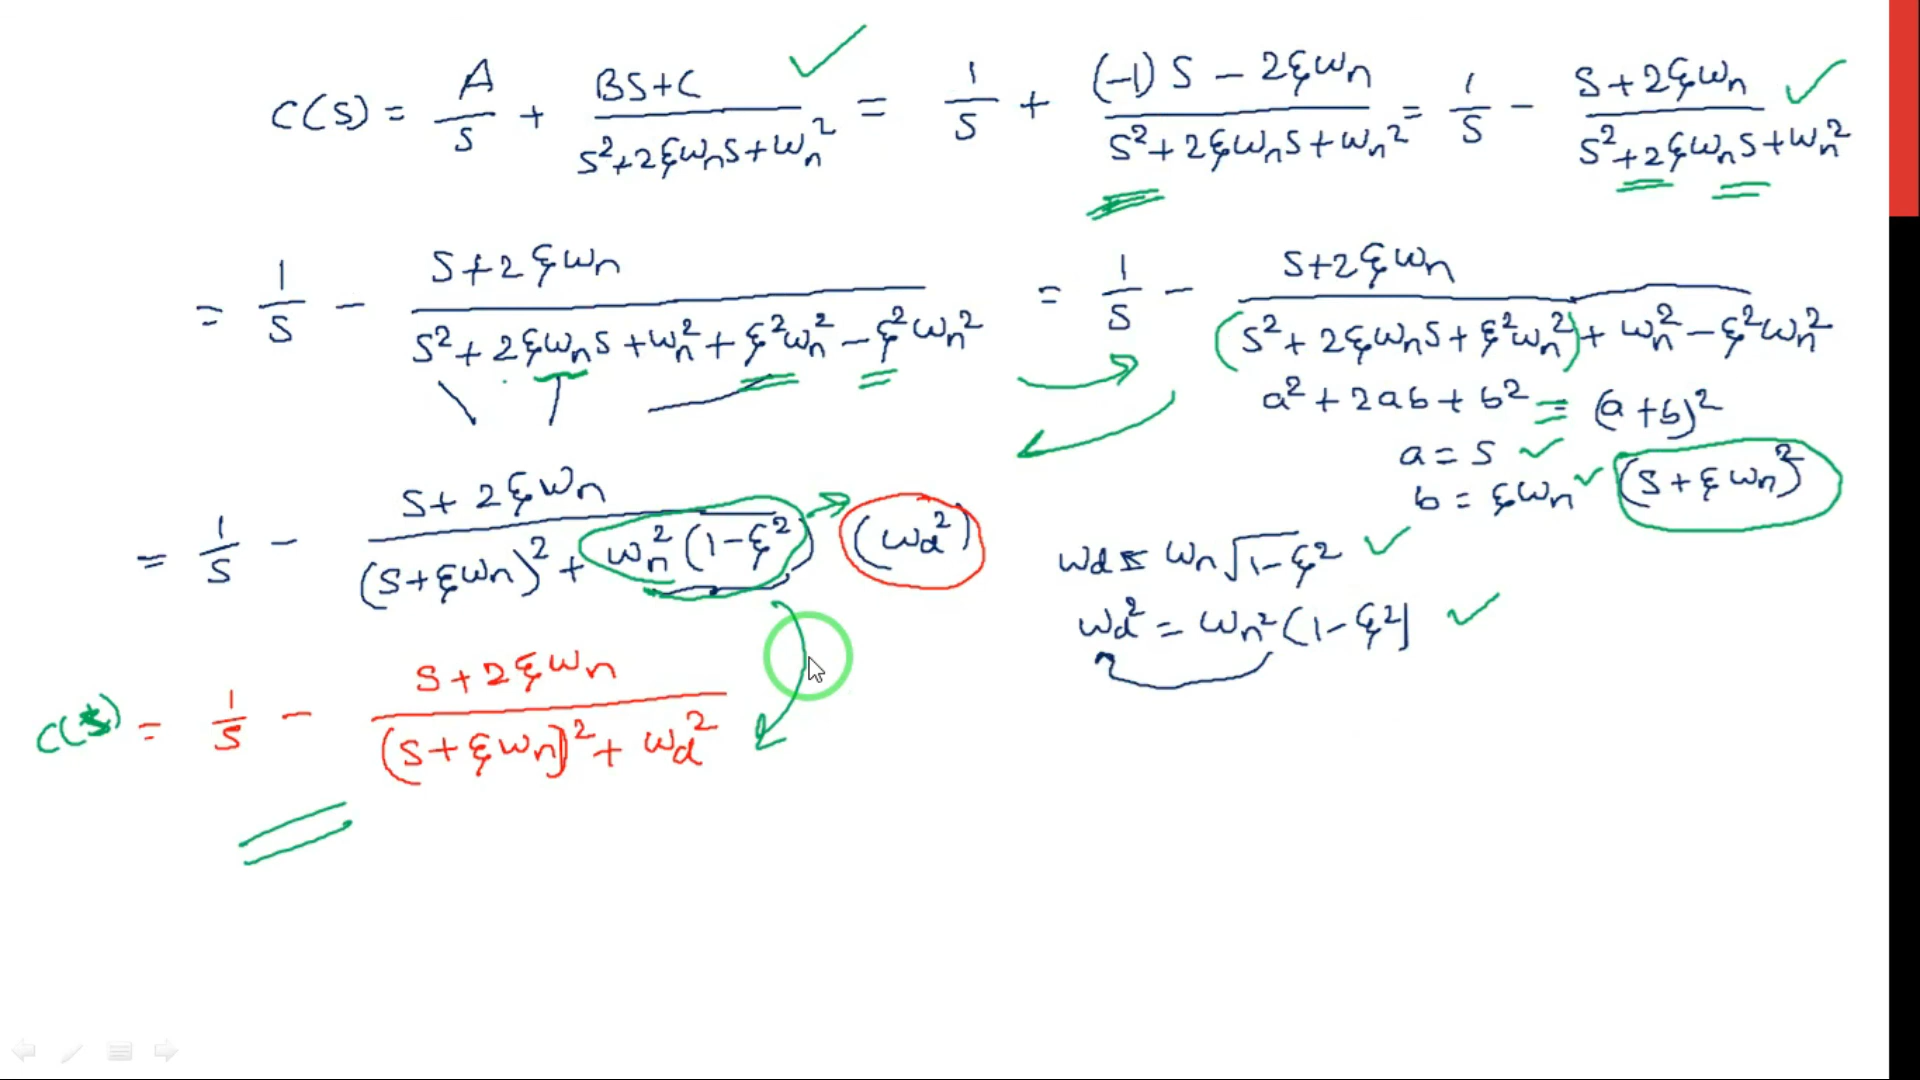 C(S) = A/S + (BS+C)/(S²+2ξωnS+ωn²) = 1/S + ((-1)S - 2ξωn)/(S²+2ξωnS+ωn²) = 1/S - (S+2ξωn)/(S²+2ξωnS+ωn²)
= 1/S - (S+2ξωn)/(S²+2ξωnS+ωn²+ξ²ωn²-ξ²ωn²) = 1/S - (S+2ξωn)/((S²+2ξωnS+ξ²ωn²)+ωn²-ξ²ωn²)
a²+2ab+b² = (a+b)²
a = S
b = ξωn (S+ξωn)²
= 1/S - (S+2ξωn)/((S+ξωn)²+ωn²(1-ξ²)) (ωd²)
ωd = ωn√1-ξ²
ωd² = ωn²(1-ξ²)
C(S) = 1/S - (S+2ξωn)/((S+ξωn)²+ωd²)